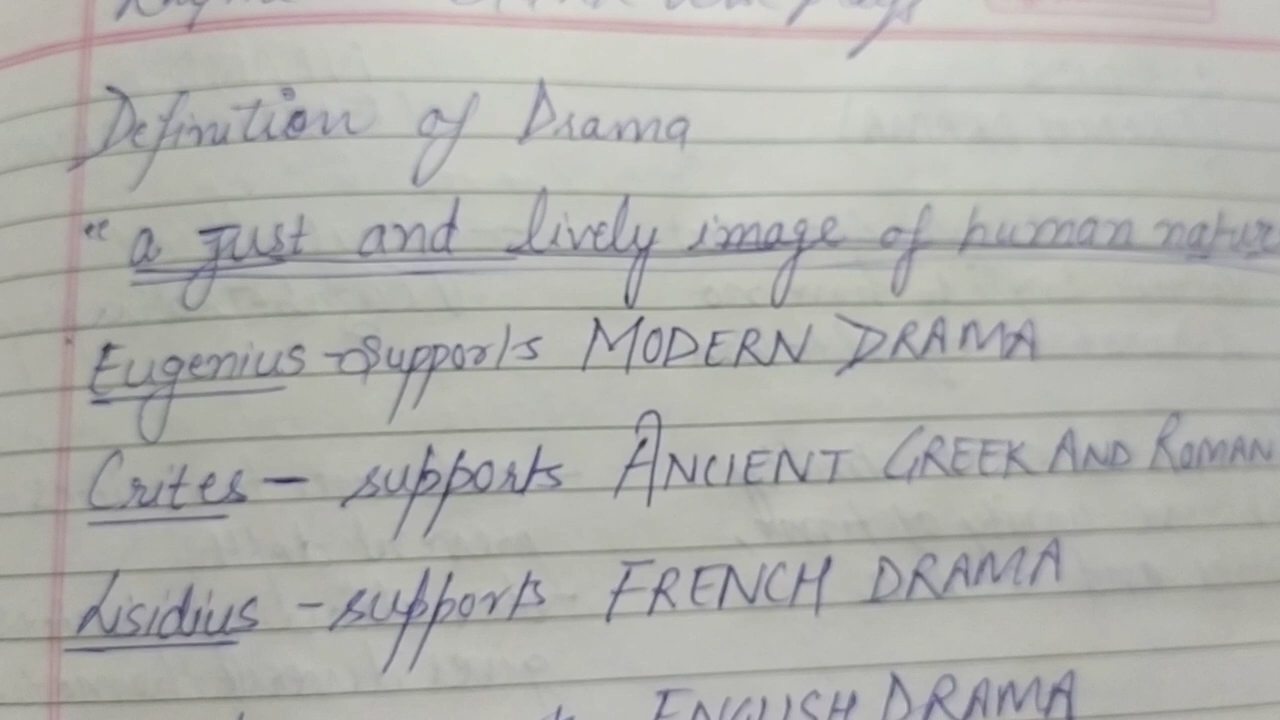 Definition of Drama
" a just and lively image of human natur
Eugenius - supports MODERN DRAMA
Crites - supports ANCIENT GREEK AND ROMAN
Lisidius - supports FRENCH DRAMA
ENGLISH DRAMA